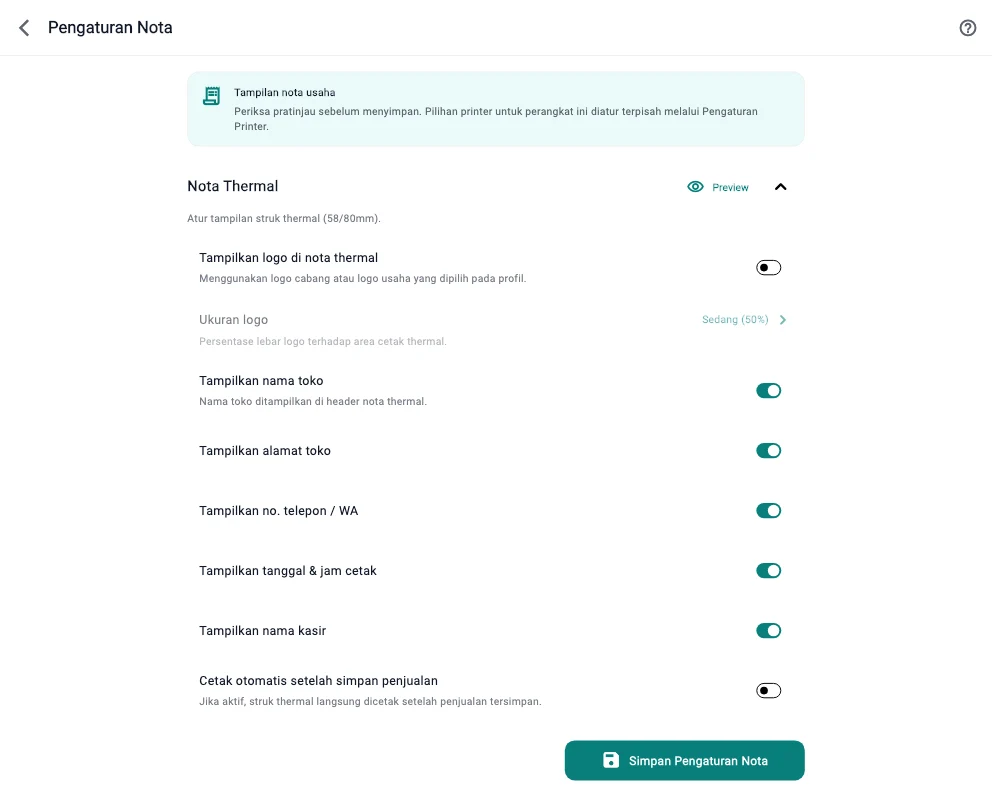 Pengaturan Nota
Tampilan nota usaha
Periksa pratinjau sebelum menyimpan. Pilihan printer untuk perangkat ini diatur terpisah melalui Pengaturan
Printer.
Nota Thermal
Preview
Atur tampilan struk thermal (58/80mm).
Tampilkan logo di nota thermal
Menggunakan logo cabang atau logo usaha yang dipilih pada profil.
Ukuran logo
Sedang (50%)
Persentase lebar logo terhadap area cetak thermal.
Tampilkan nama toko
Nama toko ditampilkan di header nota thermal.
Tampilkan alamat toko
Tampilkan no. telepon / WA
Tampilkan tanggal & jam cetak
Tampilkan nama kasir
Cetak otomatis setelah simpan penjualan
Jika aktif, struk thermal langsung dicetak setelah penjualan tersimpan.
Simpan Pengaturan Nota